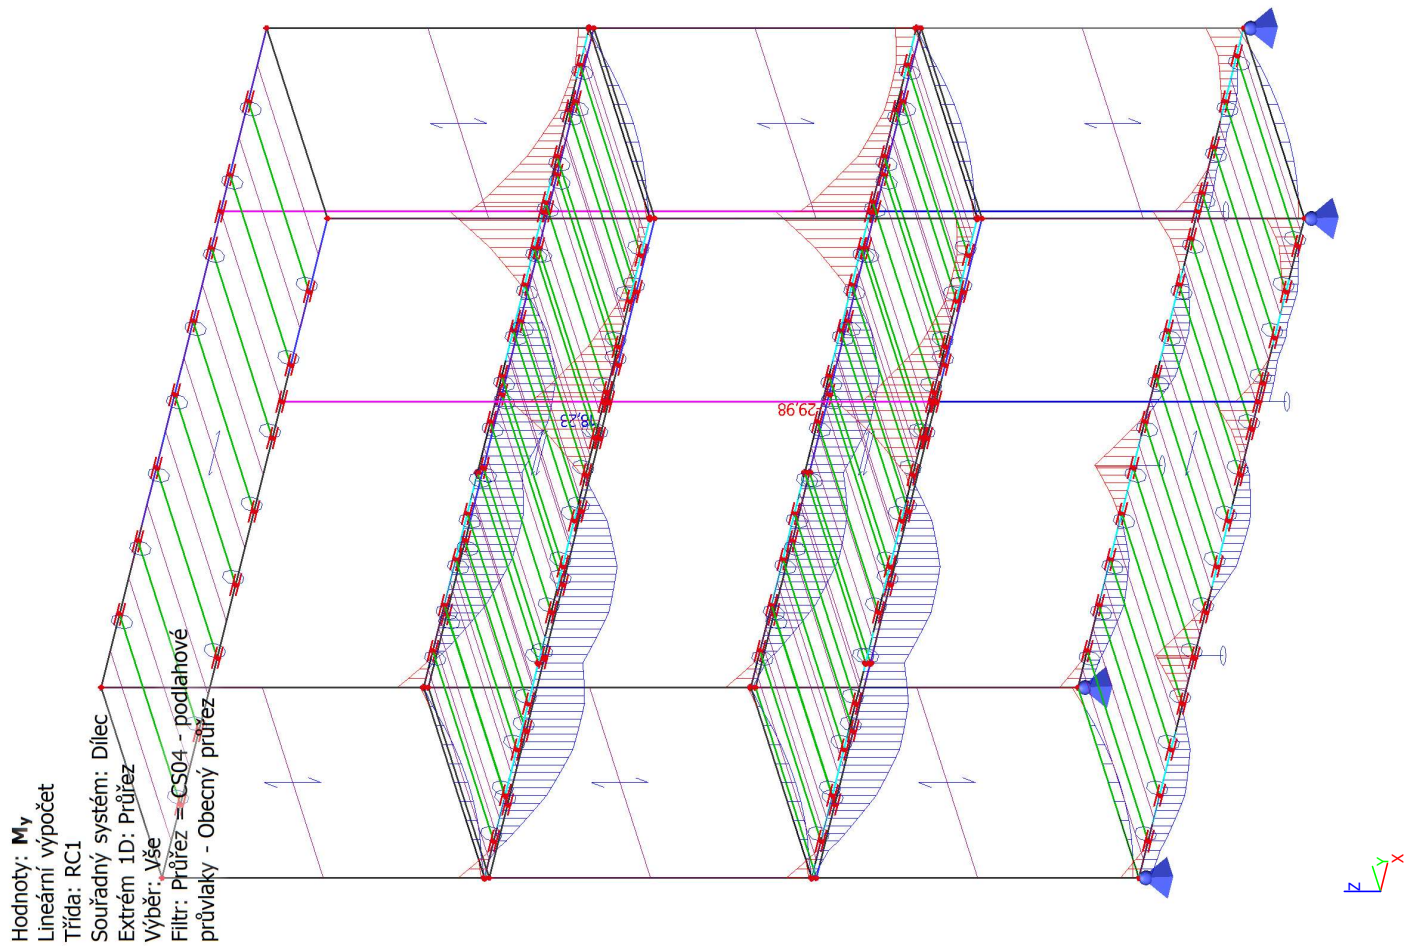 Hodnoty: My
Lineární výpočet
Třída: RC1
Souřadný systém: Dílec
Extrém 1D: Průřez
Výběr: Vše
Filtr: Průřez = CS04 - podlahové
průvlaky - Obecný průřez
-29,98
Z
Y
X